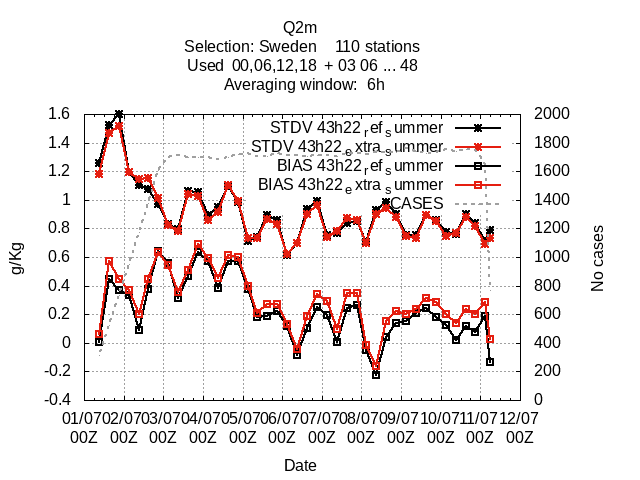 Q2m
Selection: Sweden    110 stations
Used  00,06,12,18  + 03 06 ... 48
Averaging window:  6h
STDV 43h22refsummer
STDV 43h22extrasummer
BIAS 43h22refsummer
BIAS 43h22extrasummer
CASES
1.6
1.4
1.2
1
0.8
0.6
0.4
0.2
0
-0.2
-0.4
g/Kg
2000
1800
1600
1400
1200
1000
800
600
400
200
0
No cases
01/07 02/07 03/07 04/07 05/07 06/07 07/07 08/07 09/07 10/07 11/07 12/07
00Z 00Z 00Z 00Z 00Z 00Z 00Z 00Z 00Z 00Z 00Z 00Z
Date